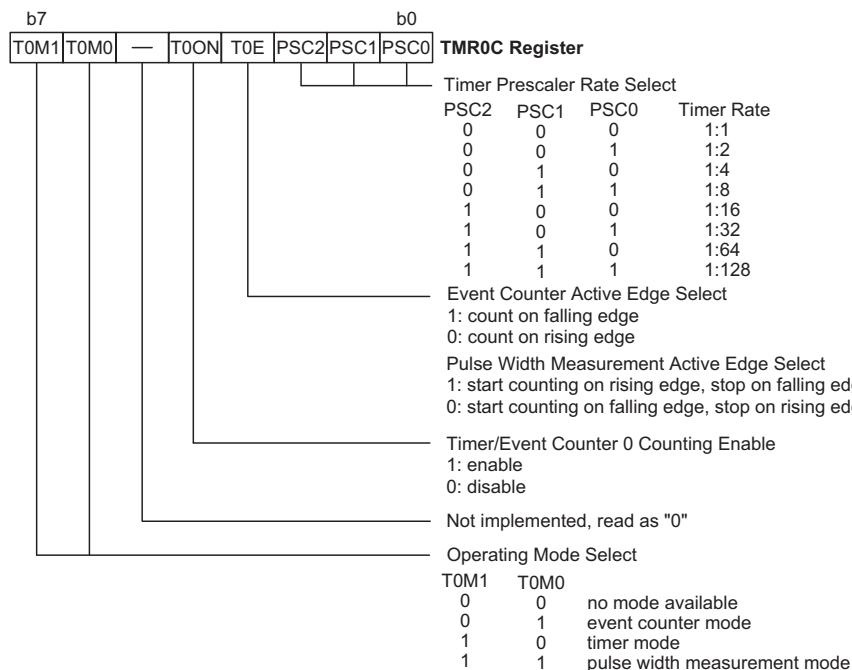 b7 b0
T0M1 T0M0 — T0ON T0E PSC2 PSC1 PSC0 TMR0C Register
Timer Prescaler Rate Select
PSC2 PSC1 PSC0 Timer Rate
0 0 0 1:1
0 0 1 1:2
0 1 0 1:4
0 1 1 1:8
1 0 0 1:16
1 0 1 1:32
1 1 0 1:64
1 1 1 1:128
Event Counter Active Edge Select
1: count on falling edge
0: count on rising edge
Pulse Width Measurement Active Edge Select
1: start counting on rising edge, stop on falling
0: start counting on falling edge, stop on rising
Timer/Event Counter 0 Counting Enable
1: enable
0: disable
Not implemented, read as "0"
Operating Mode Select
T0M1 T0M0
0 0 no mode available
0 1 event counter mode
1 0 timer mode
1 1 pulse width measurement mode